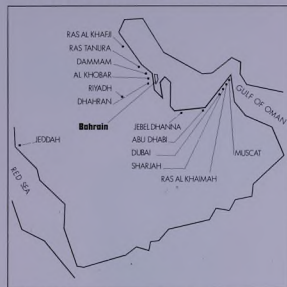 RAS AL KHAFJI
RAS TANURA
DAMMAM
AL KHOBAR
RIYADH
DHAHRAN
Bahrain
JEDDAH
JEBEL DHANNA
ABU DHABI
DUBAI
SHARJAH
RAS AL KHAIMAH
MUSCAT
GULF OF OMAN
RED SEA